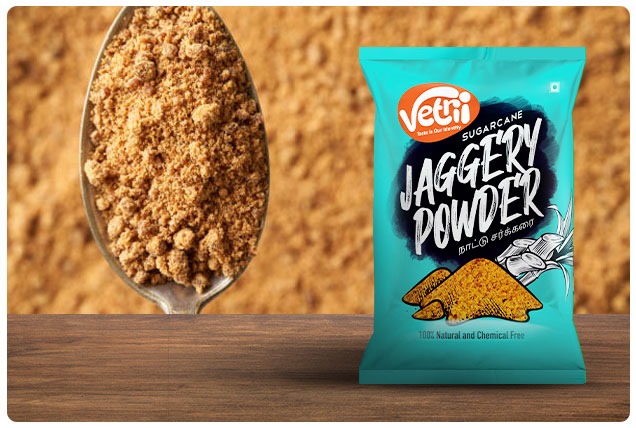 Vetrii
Taste is Our Identity
SUGARCANE
JAGGERY
POWDER
நாட்டு சர்க்கரை
100% Natural and Chemical Free